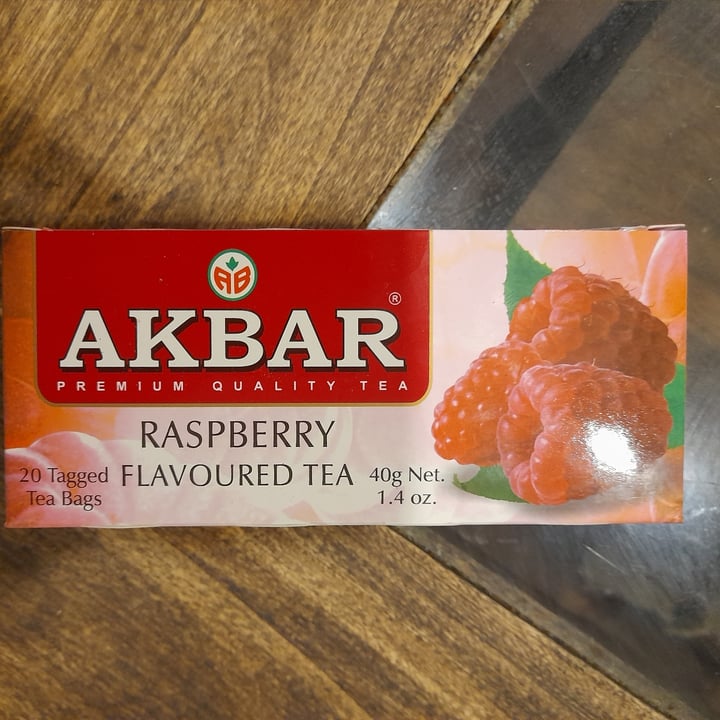 AB
AKBAR®
PREMIUM QUALITY TEA
RASPBERRY
FLAVOURED TEA
20 Tagged
Tea Bags
40g Net.
1.4 oz.